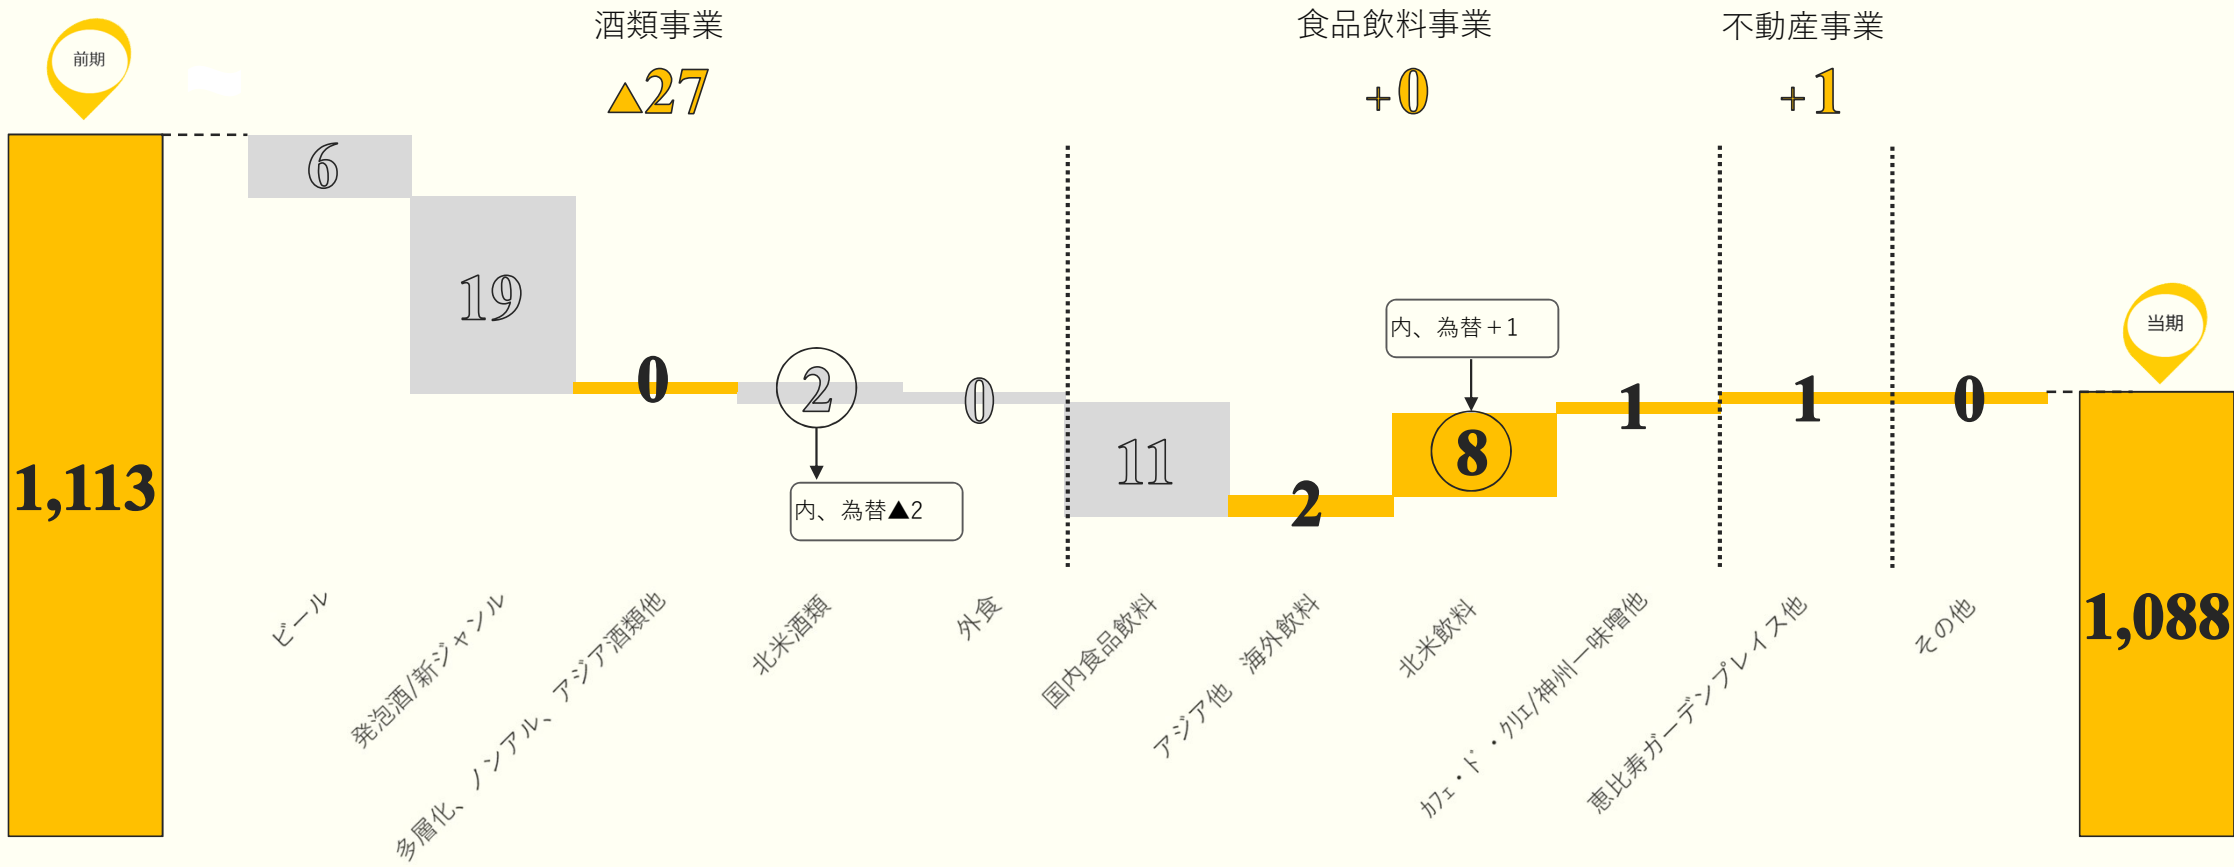 前期
酒類事業
▲27
食品飲料事業
+0
不動産事業
+1
6
19
0
2
0
11
2
8
1
1
0
内、為替▲2
内、為替+1
当期
1,113
1,088
ビール
発泡酒/新ジャンル
多層化、ノンアル、アジア酒類他
北米酒類
外食
国内食品飲料
アジア他　海外飲料
北米飲料
ｶﾌｪ・ﾄﾞ・ｸﾘｴ/神州一味噌他
恵比寿ガーデンプレイス他
その他